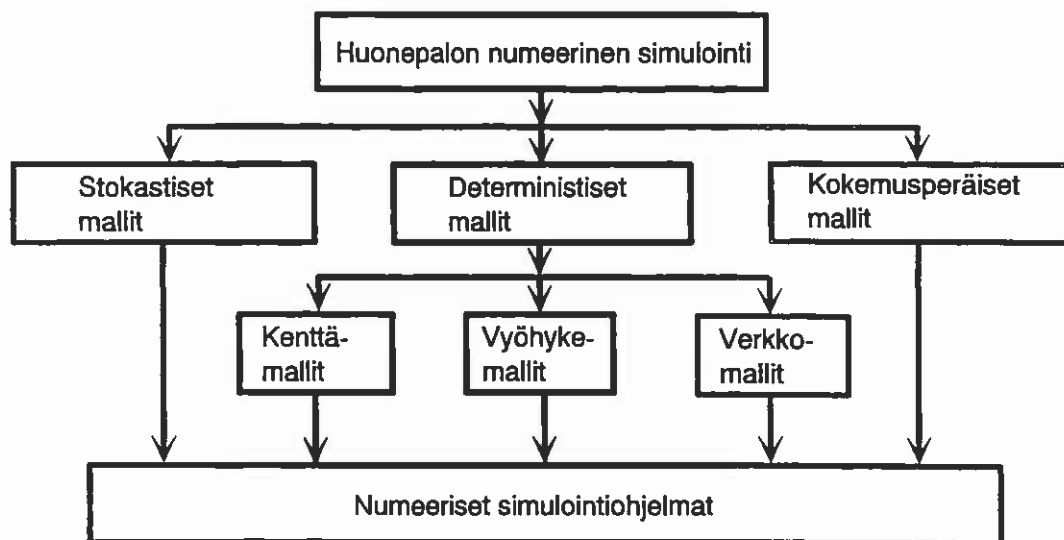 Huonepalon numeerinen simulointi
Stokastiset
mallit
Deterministiset
mallit
Kokemusperäiset
mallit
Kenttä-
mallit
Vyöhyke-
mallit
Verkko-
mallit
Numeeriset simulointiohjelmat